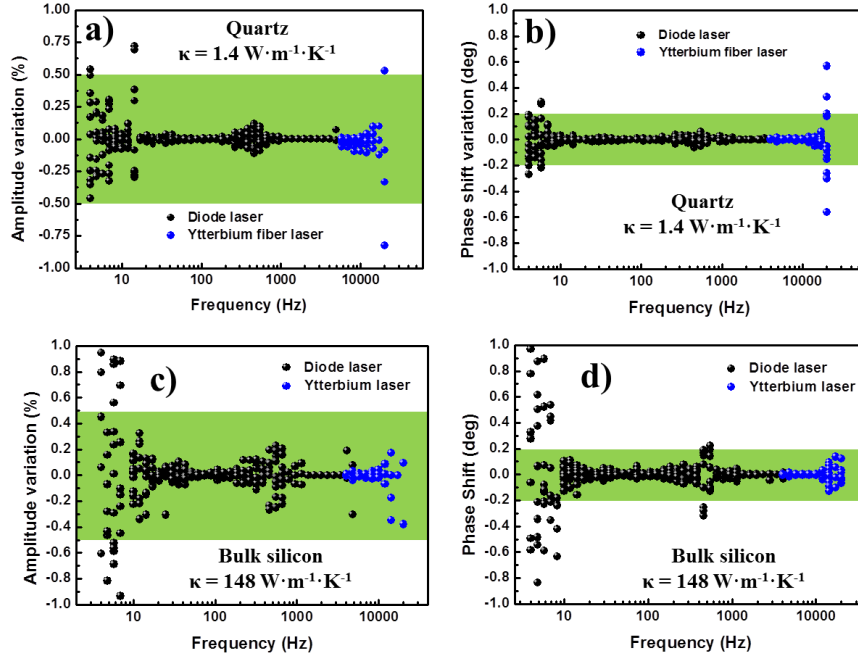 a)
Quartz
κ = 1.4 W·m⁻¹·K⁻¹
Amplitude variation (%)
1.00
0.75
0.50
0.25
0.00
-0.25
-0.50
-0.75
-1.00
Diode laser
Ytterbium fiber laser
10 100 1000 10000
Frequency (Hz)
b)
Diode laser
Ytterbium fiber laser
Phase shift variation (deg)
1.0
0.8
0.6
0.4
0.2
0.0
-0.2
-0.4
-0.6
-0.8
-1.0
Quartz
κ = 1.4 W·m⁻¹·K⁻¹
10 100 1000 10000
Frequency (Hz)
c)
Diode laser
Ytterbium laser
Amplitude variation (%)
1.0
0.8
0.6
0.4
0.2
0.0
-0.2
-0.4
-0.6
-0.8
-1.0
Bulk silicon
κ = 148 W·m⁻¹·K⁻¹
10 100 1000 10000
Frequency (Hz)
d)
Diode laser
Ytterbium laser
Phase Shift (deg)
1.0
0.8
0.6
0.4
0.2
0.0
-0.2
-0.4
-0.6
-0.8
-1.0
Bulk silicon
κ = 148 W·m⁻¹·K⁻¹
10 100 1000 10000
Frequency (Hz)